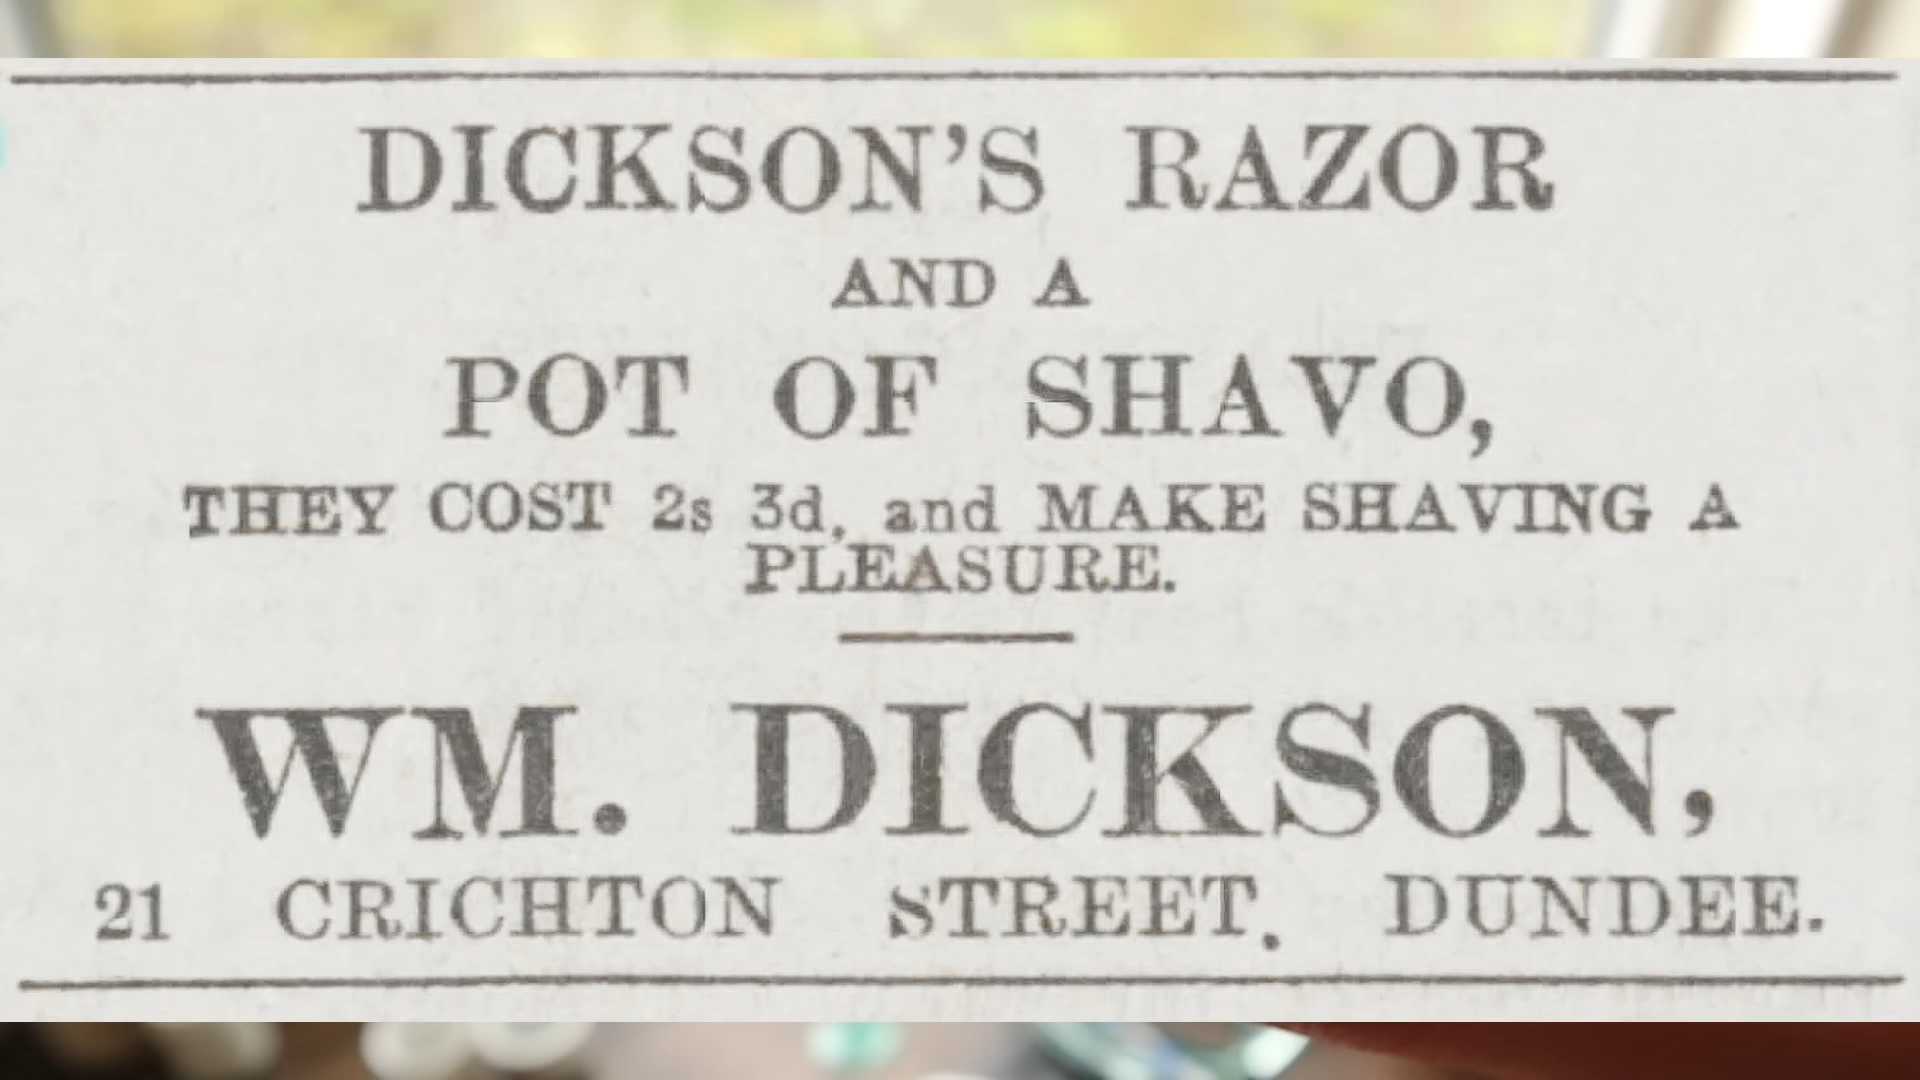 DICKSON'S RAZOR
AND A
POT OF SHAVO,
THEY COST 2s 3d, and MAKE SHAVING A
PLEASURE.
WM. DICKSON,
21 CRICHTON STREET, DUNDEE.